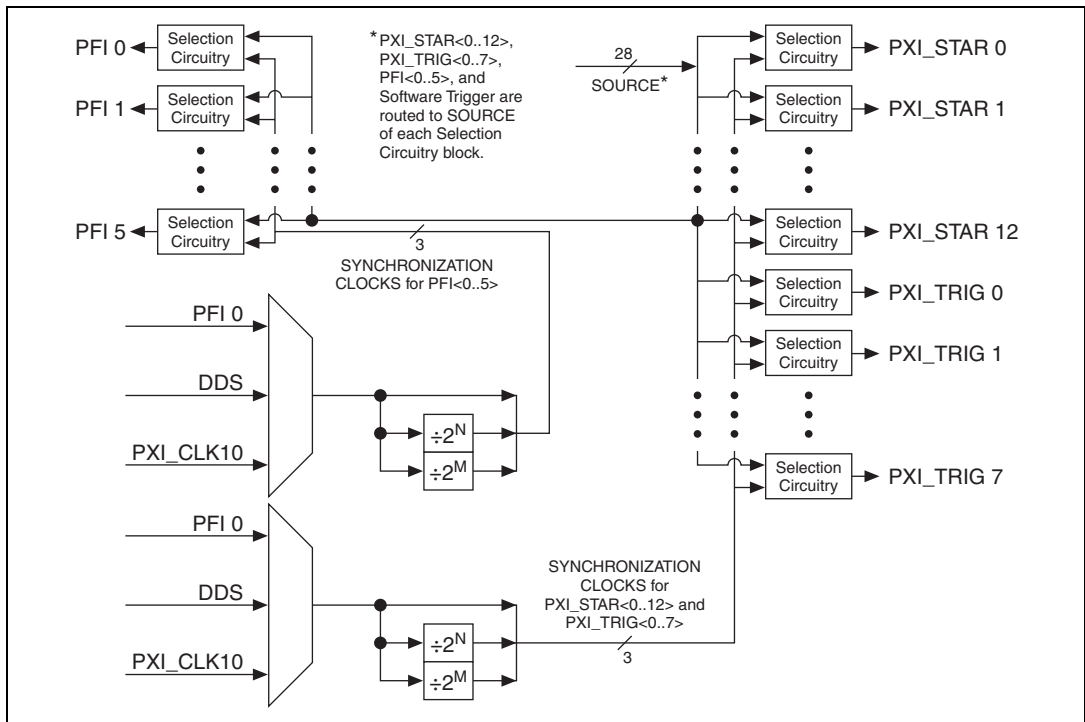 PFI 0
Selection
Circuitry
*PXI_STAR<0..12>,
PXI_TRIG<0..7>,
PFI<0..5>, and
Software Trigger are
routed to SOURCE
of each Selection
Circuitry block.
28
SOURCE*
Selection
Circuitry
PXI_STAR 0
PFI 1
Selection
Circuitry
Selection
Circuitry
PXI_STAR 1
PFI 5
Selection
Circuitry
3
SYNCHRONIZATION
CLOCKS for PFI<0..5>
Selection
Circuitry
PXI_STAR 12
Selection
Circuitry
PXI_TRIG 0
Selection
Circuitry
PXI_TRIG 1
Selection
Circuitry
PXI_TRIG 7
PFI 0
DDS
PXI_CLK10
÷2^N
÷2^M
PFI 0
DDS
PXI_CLK10
÷2^N
÷2^M
SYNCHRONIZATION
CLOCKS for
PXI_STAR<0..12> and
PXI_TRIG<0..7>
3